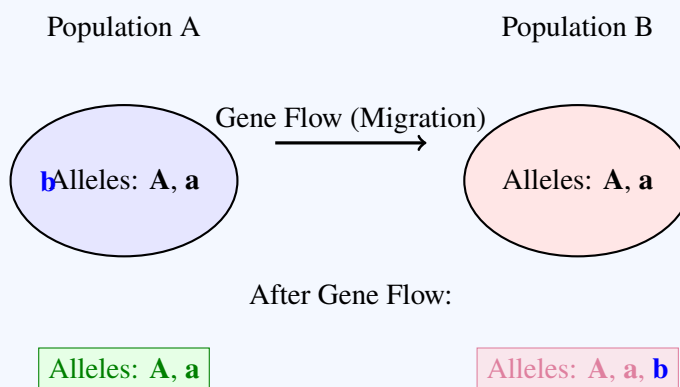 Population A
Population B
Gene Flow (Migration)
bAlleles: A, a
Alleles: A, a
After Gene Flow:
Alleles: A, a
Alleles: A, a, b